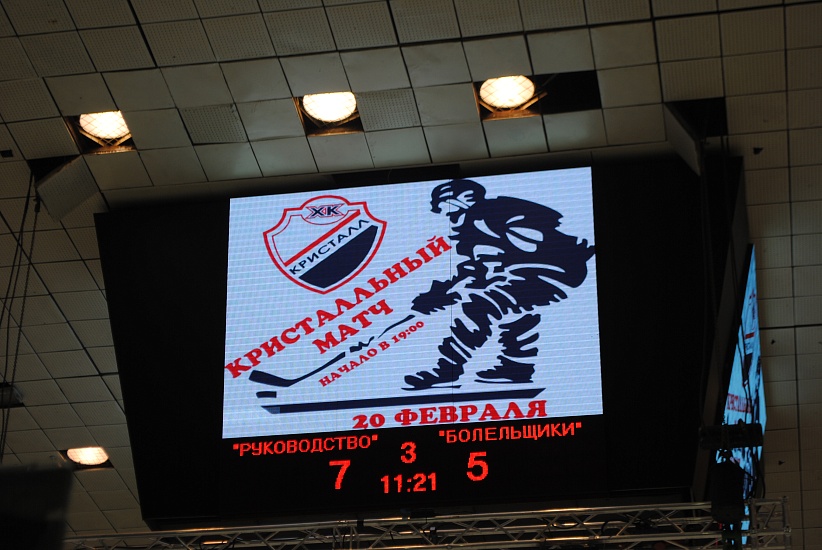 ХК
КРИСТАЛЛ
КРИСТАЛЛЬНЫЙ
МАТЧ
НАЧАЛО В 19:00
20 ФЕВРАЛЯ
"РУКОВОДСТВО" 3 "БОЛЕЛЬЩИКИ"
7 11:21 5